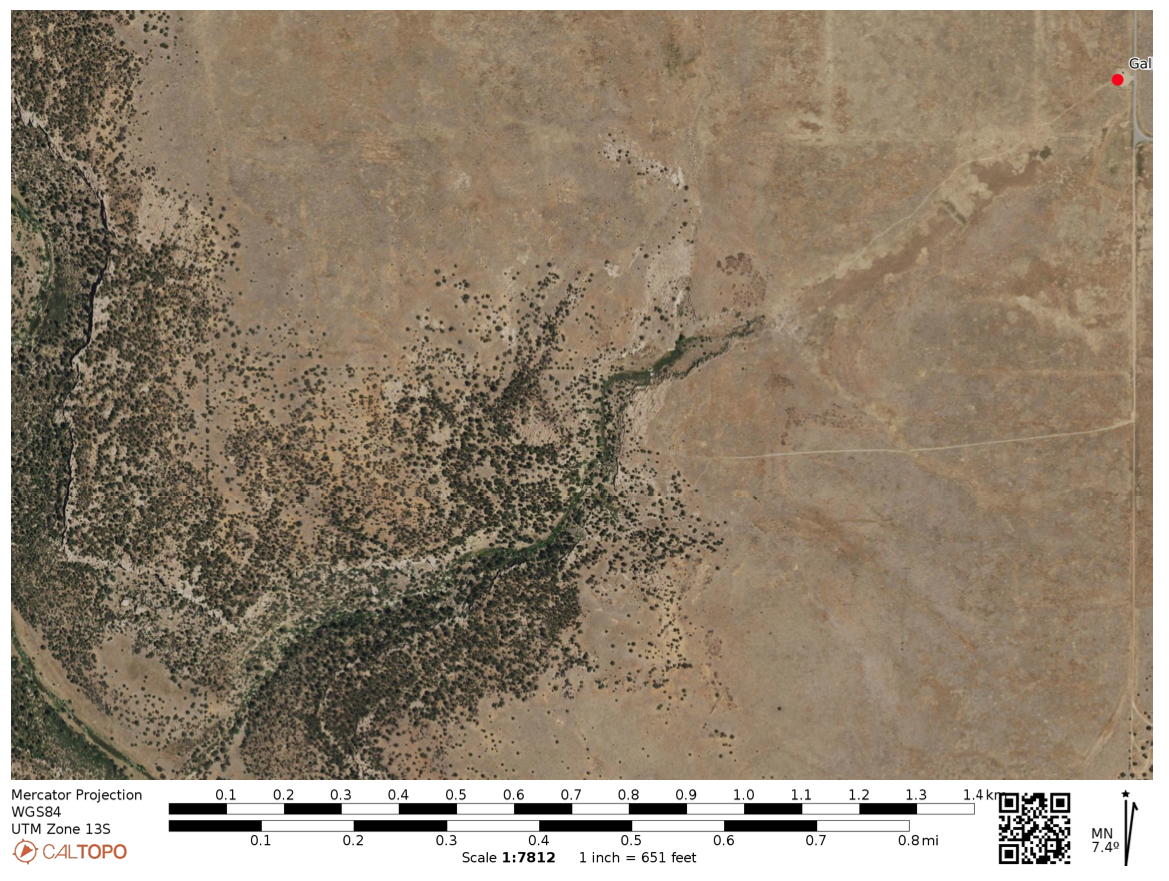 Gal
Mercator Projection
WGS84
UTM Zone 13S
CALTOPO
0.1 0.2 0.3 0.4 0.5 0.6 0.7 0.8 0.9 1.0 1.1 1.2 1.3 1.4 km
0.1 0.2 0.3 0.4 0.5 0.6 0.7 0.8 mi
Scale 1:7812 1 inch = 651 feet
MN
7.4º